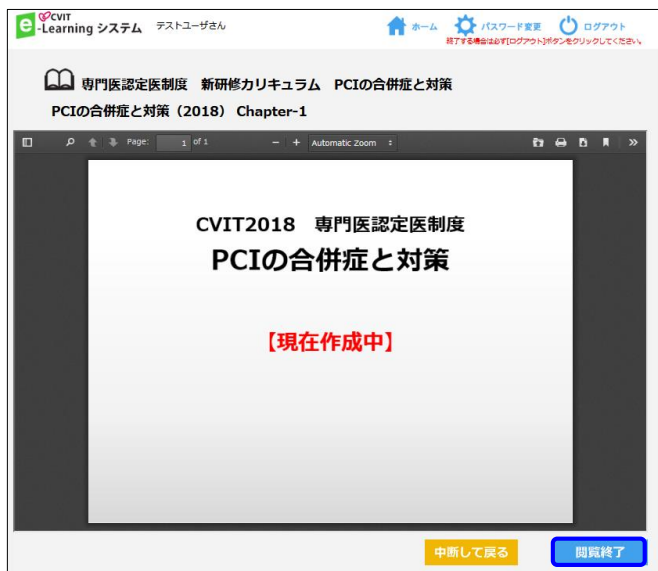 CVIT
e-Learning システム テストユーザさん
ホーム パスワード変更 ログアウト
終了する場合は必ず[ログアウト]ボタンをクリックしてください。
専門医認定医制度 新研修カリキュラム PCIの合併症と対策
PCIの合併症と対策（2018） Chapter-1
Page: 1 of 1 Automatic Zoom
CVIT2018 専門医認定医制度
PCIの合併症と対策
【現在作成中】
中断して戻る 閲覧終了